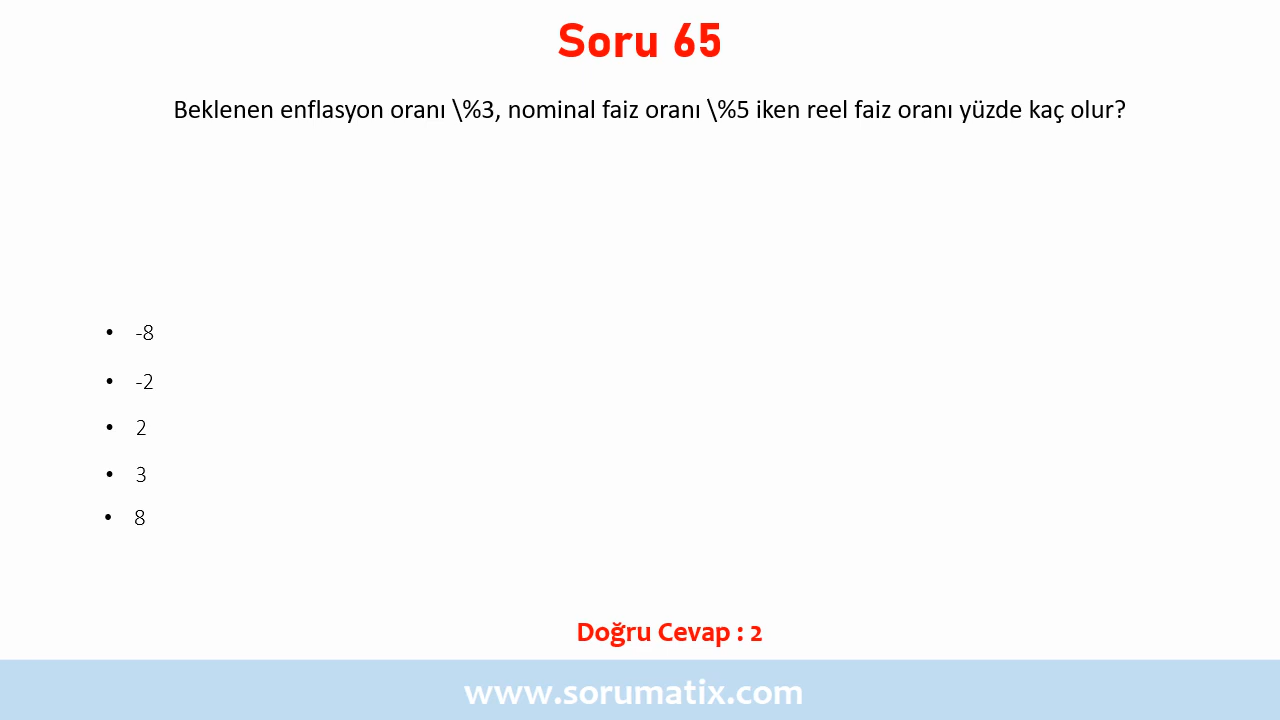 Soru 65
Beklenen enflasyon oranı \%3, nominal faiz oranı \%5 iken reel faiz oranı yüzde kaç olur?
• -8
• -2
• 2
• 3
• 8
Doğru Cevap : 2
www.sorumatix.com